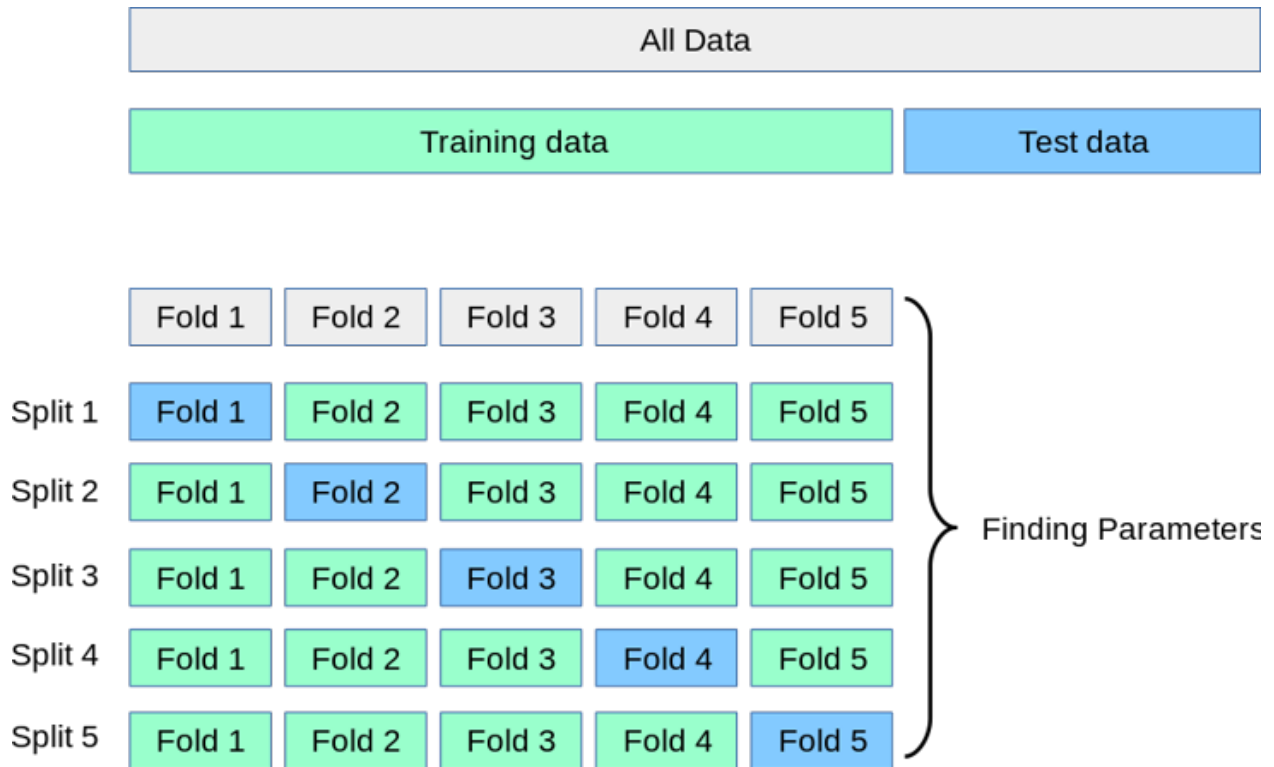 All Data
Training data Test data
Fold 1 Fold 2 Fold 3 Fold 4 Fold 5
Split 1 Fold 1 Fold 2 Fold 3 Fold 4 Fold 5
Split 2 Fold 1 Fold 2 Fold 3 Fold 4 Fold 5
Finding Parameters
Split 3 Fold 1 Fold 2 Fold 3 Fold 4 Fold 5
Split 4 Fold 1 Fold 2 Fold 3 Fold 4 Fold 5
Split 5 Fold 1 Fold 2 Fold 3 Fold 4 Fold 5